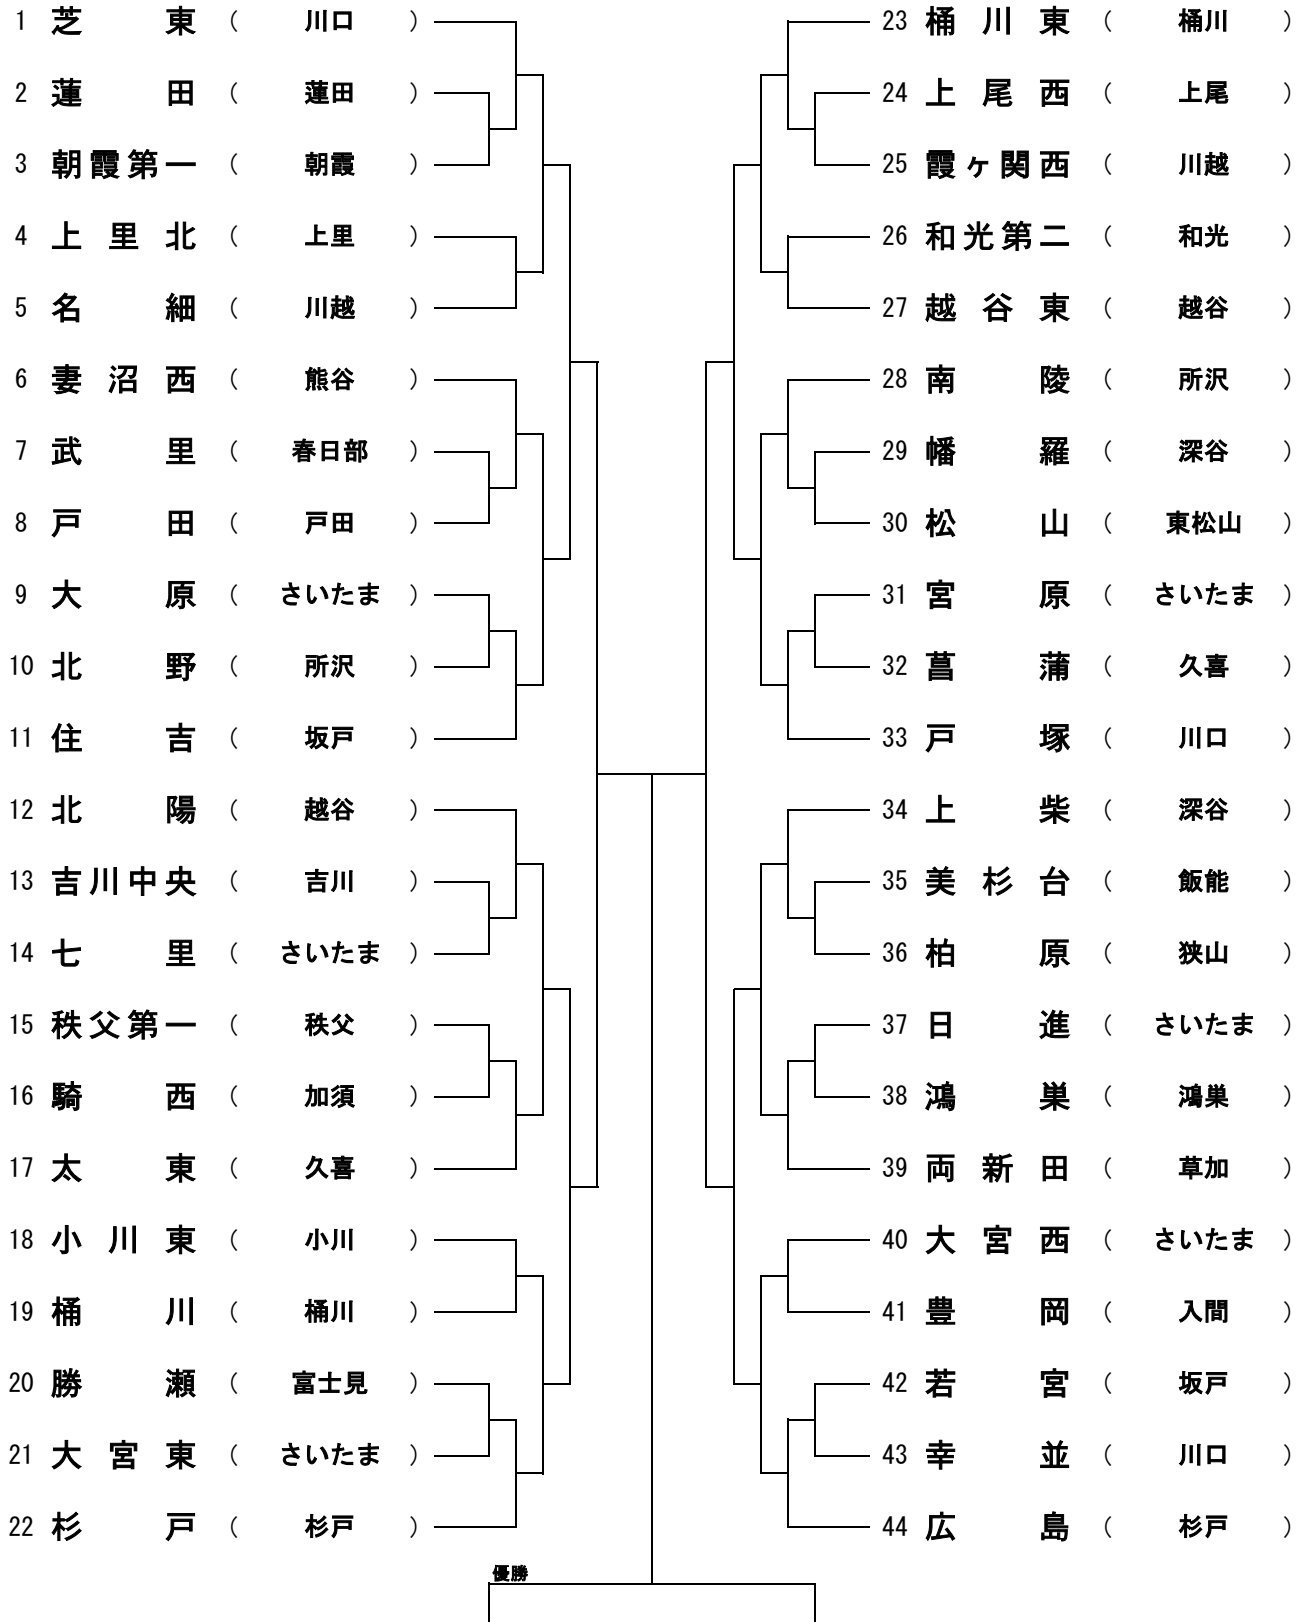 1 芝東 ( 川口 )
2 蓮田 ( 蓮田 )
3 朝霞第一 ( 朝霞 )
4 上里北 ( 上里 )
5 名細 ( 川越 )
6 妻沼西 ( 熊谷 )
7 武里 ( 春日部 )
8 戸田 ( 戸田 )
9 大原 ( さいたま )
10 北野 ( 所沢 )
11 住吉 ( 坂戸 )
12 北陽 ( 越谷 )
13 吉川中央 ( 吉川 )
14 七里 ( さいたま )
15 秩父第一 ( 秩父 )
16 騎西 ( 加須 )
17 太東 ( 久喜 )
18 小川東 ( 小川 )
19 桶川 ( 桶川 )
20 勝瀬 ( 富士見 )
21 大宮東 ( さいたま )
22 杉戸 ( 杉戸 )
23 桶川東 ( 桶川 )
24 上尾西 ( 上尾 )
25 霞ヶ関西 ( 川越 )
26 和光第二 ( 和光 )
27 越谷東 ( 越谷 )
28 南陵 ( 所沢 )
29 幡羅 ( 深谷 )
30 松山 ( 東松山 )
31 宮原 ( さいたま )
32 菖蒲 ( 久喜 )
33 戸塚 ( 川口 )
34 上柴 ( 深谷 )
35 美杉台 ( 飯能 )
36 柏原 ( 狭山 )
37 日進 ( さいたま )
38 鴻巣 ( 鴻巣 )
39 両新田 ( 草加 )
40 大宮西 ( さいたま )
41 豊岡 ( 入間 )
42 若宮 ( 坂戸 )
43 幸並 ( 川口 )
44 広島 ( 杉戸 )
優勝